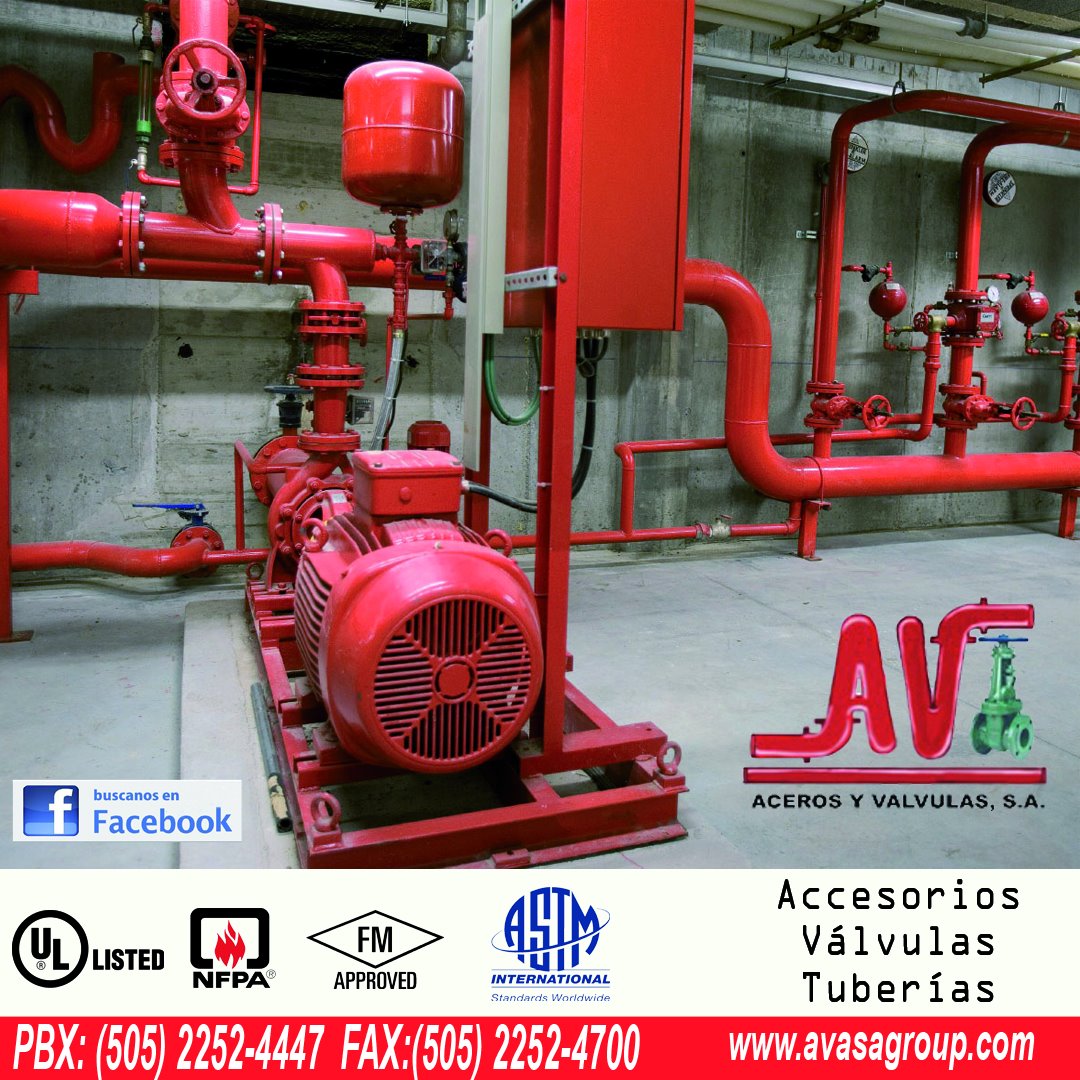 AV
ACEROS Y VALVULAS, S.A.
buscanos en
Facebook
UL ® LISTED
NFPA®
FM
APPROVED
ASTM
INTERNATIONAL
Standards Worldwide
Accesorios
Válvulas
Tuberías
PBX: (505) 2252-4447 FAX:(505) 2252-4700
www.avasagroup.com